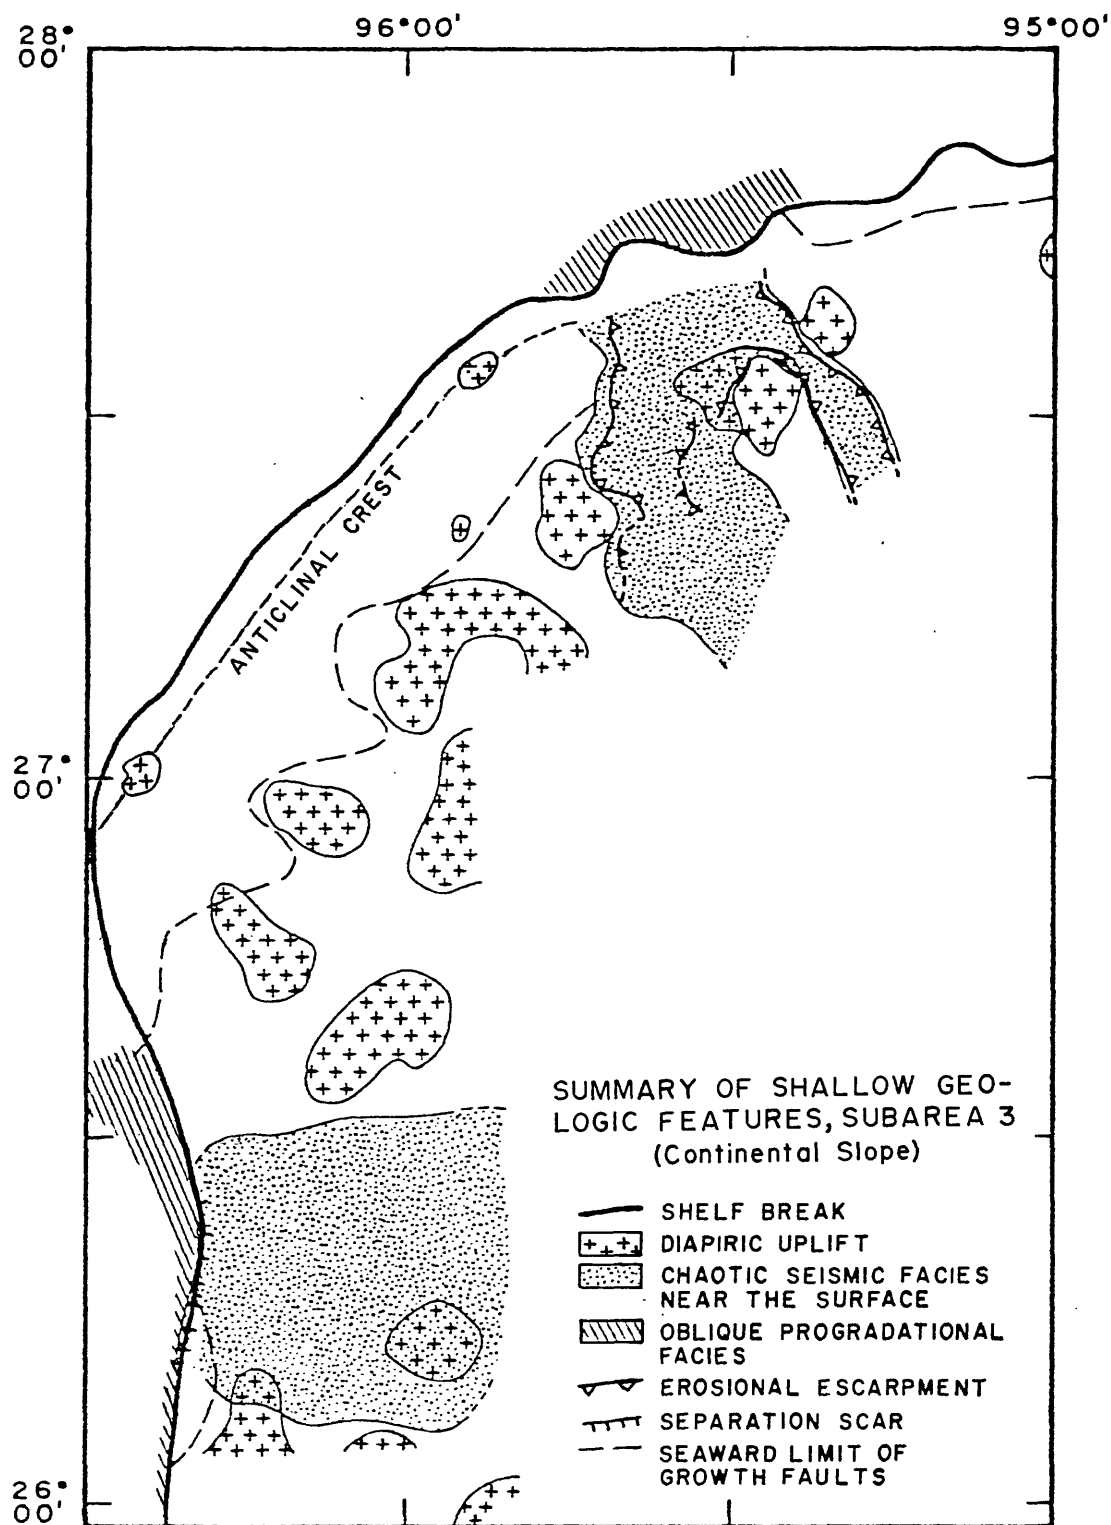 28°
00'
96°00'
95°00'
ANTICLINAL CREST
27°
00'
SUMMARY OF SHALLOW GEO-
LOGIC FEATURES, SUBAREA 3
(Continental Slope)
SHELF BREAK
DIAPIRIC UPLIFT
CHAOTIC SEISMIC FACIES
NEAR THE SURFACE
OBLIQUE PROGRADATIONAL
FACIES
EROSIONAL ESCARPMENT
SEPARATION SCAR
SEAWARD LIMIT OF
GROWTH FAULTS
26°
00'